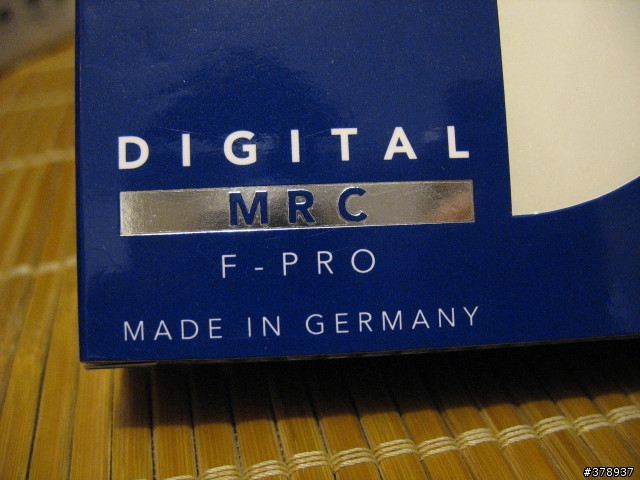 DIGITAL
MRC
F-PRO
MADE IN GERMANY
#378937